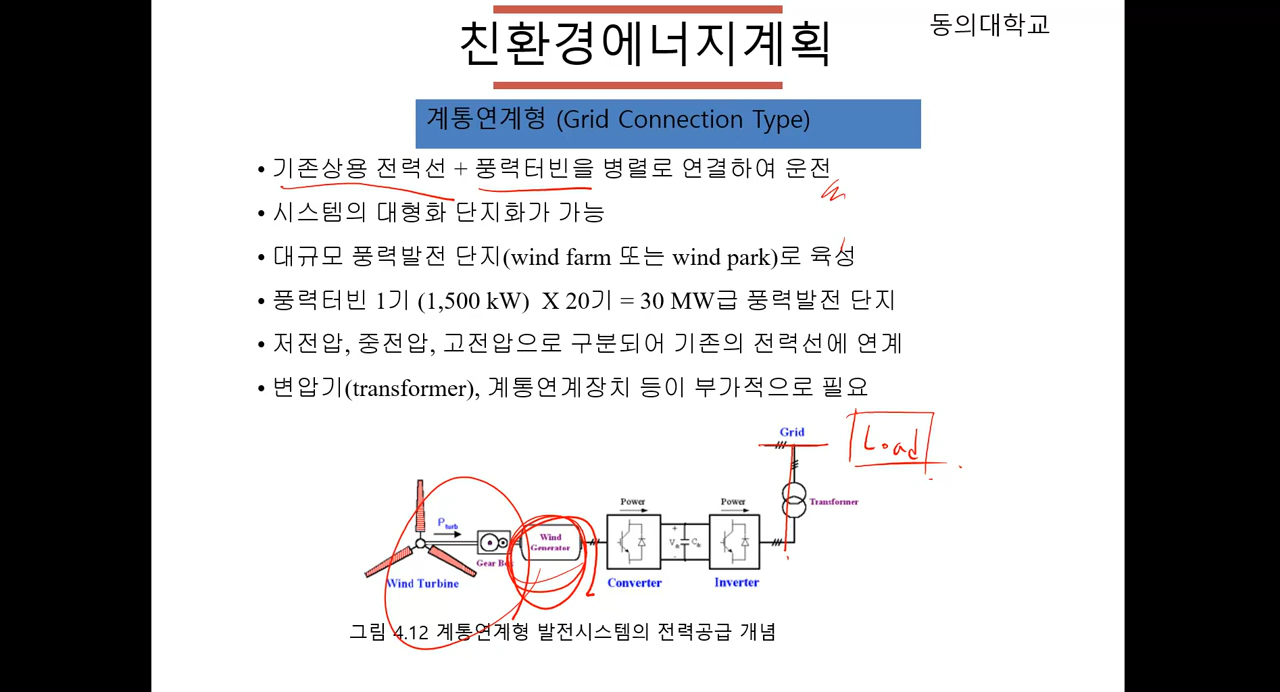 친환경에너지계획
동의대학교
계통연계형 (Grid Connection Type)
• 기존상용 전력선 + 풍력터빈을 병렬로 연결하여 운전
• 시스템의 대형화 단지화가 가능
• 대규모 풍력발전 단지(wind farm 또는 wind park)로 육성
• 풍력터빈 1기 (1,500 kW) X 20기 = 30 MW급 풍력발전 단지
• 저전압, 중전압, 고전압으로 구분되어 기존의 전력선에 연계
• 변압기(transformer), 계통연계장치 등이 부가적으로 필요
Grid
Load
Transformer
Power
Power
Pturb
Wind
Generator
Gear Box
Wind Turbine
Converter
Inverter
그림 4.12 계통연계형 발전시스템의 전력공급 개념